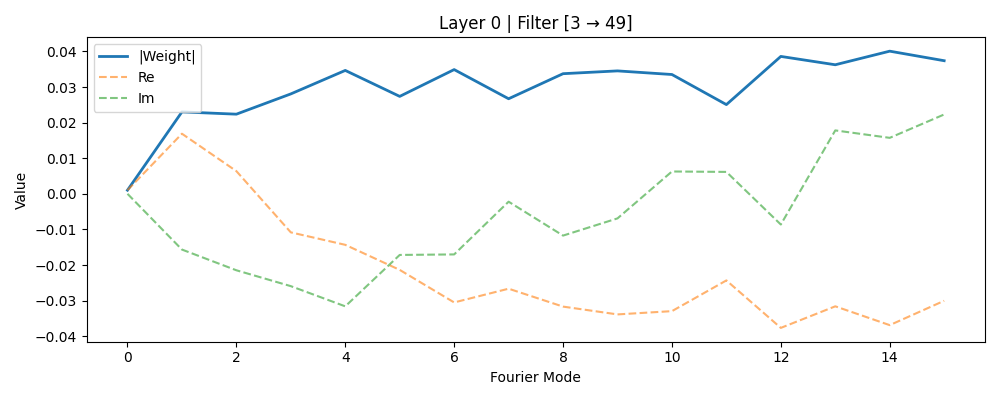 Layer 0 | Filter [3 → 49]
|Weight|
Re
Im
0.04
0.03
0.02
0.01
0.00
−0.01
−0.02
−0.03
−0.04
Value
0 2 4 6 8 10 12 14
Fourier Mode